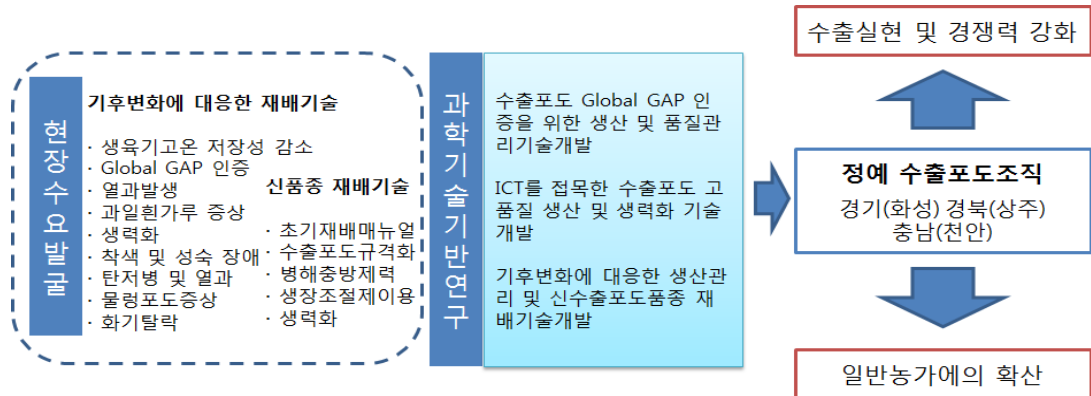 현장수요발굴
기후변화에 대응한 재배기술
· 생육기고온 저장성 감소
· Global GAP 인증
· 열과발생
· 과일흰가루 증상
· 생력화
· 착색 및 성숙 장애
· 탄저병 및 열과
· 물렁포도증상
· 화기탈락
신품종 재배기술
· 초기재배매뉴얼
· 수출포도규격화
· 병해충방제력
· 생장조절제이용
· 생력화
과학기술기반연구
수출포도 Global GAP 인
증을 위한 생산 및 품질관
리기술개발
ICT를 접목한 수출포도 고
품질 생산 및 생력화 기술
개발
기후변화에 대응한 생산관
리 및 신수출포도품종 재
배기술개발
수출실현 및 경쟁력 강화
정예 수출포도조직
경기(화성) 경북(상주)
충남(천안)
일반농가에의 확산